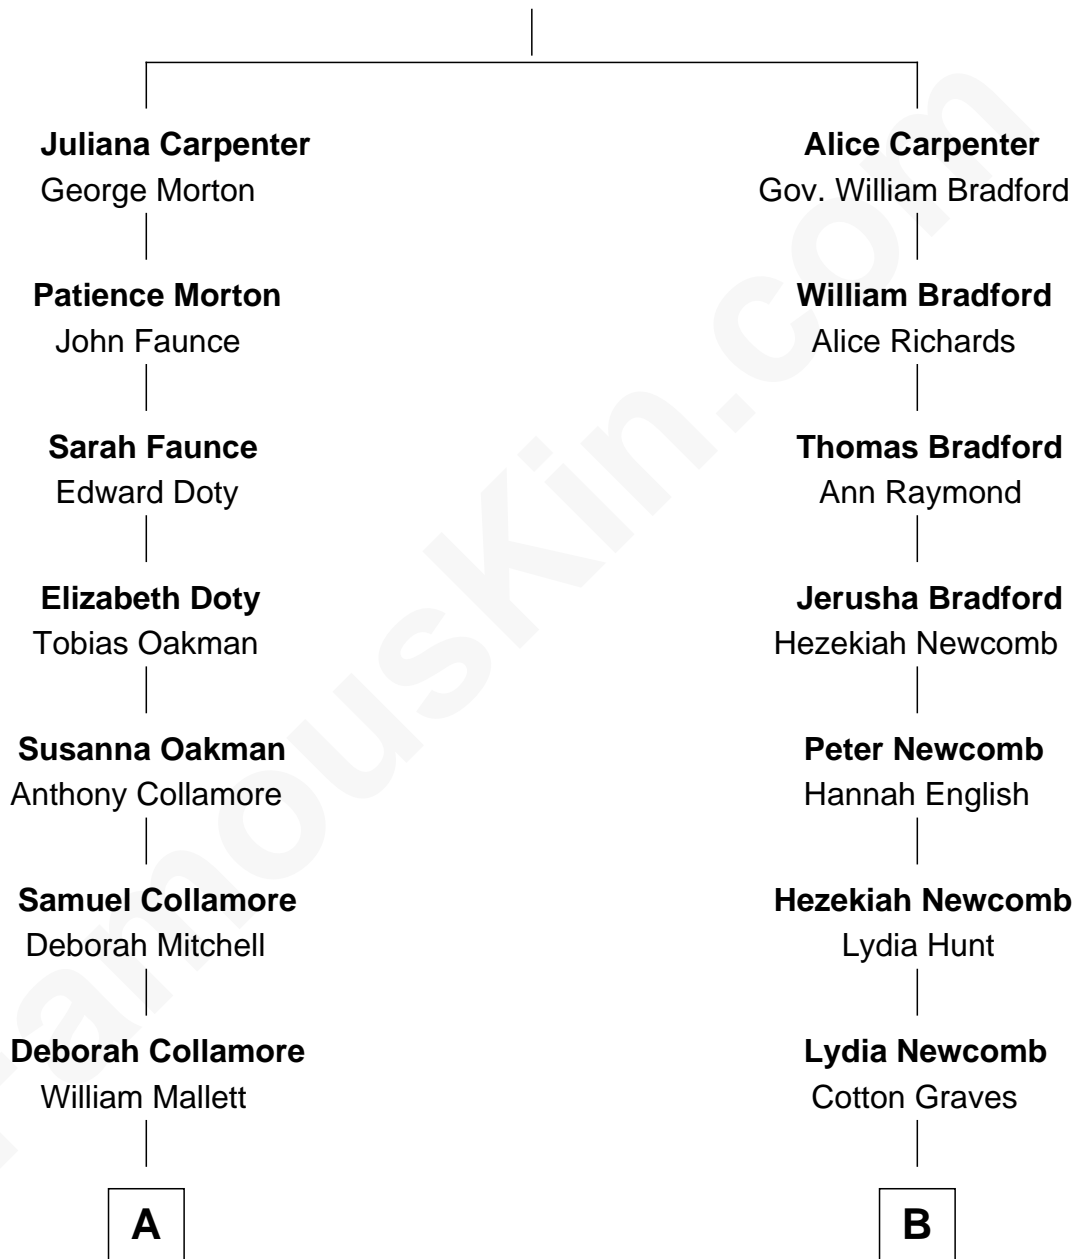 Juliana Carpenter
George Morton
Patience Morton
John Faunce
Sarah Faunce
Edward Doty
Elizabeth Doty
Tobias Oakman
Susanna Oakman
Anthony Collamore
Samuel Collamore
Deborah Mitchell
Deborah Collamore
William Mallett
A
Alice Carpenter
Gov. William Bradford
William Bradford
Alice Richards
Thomas Bradford
Ann Raymond
Jerusha Bradford
Hezekiah Newcomb
Peter Newcomb
Hannah English
Hezekiah Newcomb
Lydia Hunt
Lydia Newcomb
Cotton Graves
B
FamousKin.com